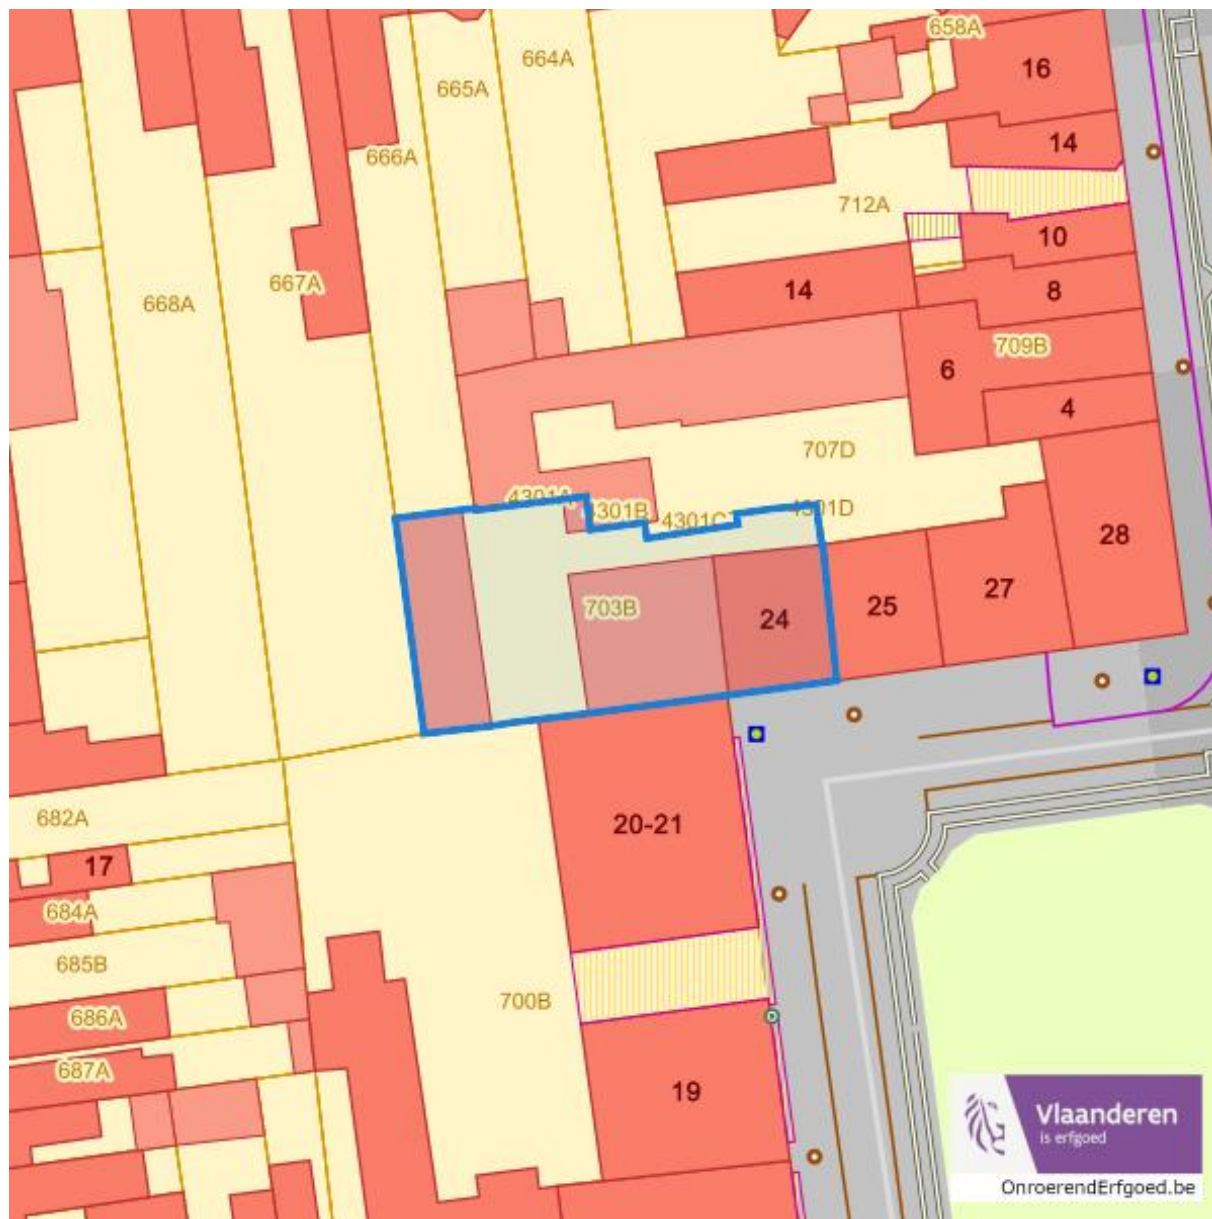 658A
664A
16
665A
14
666A
712A
10
667A
14
8
668A
709B
6
4
707D
4301A
4301B
4301C
4301D
28
27
25
703B
24
682A
20-21
17
684A
685B
700B
686A
687A
19
Vlaanderen
is erfgoed
OnroerendErfgoed.be